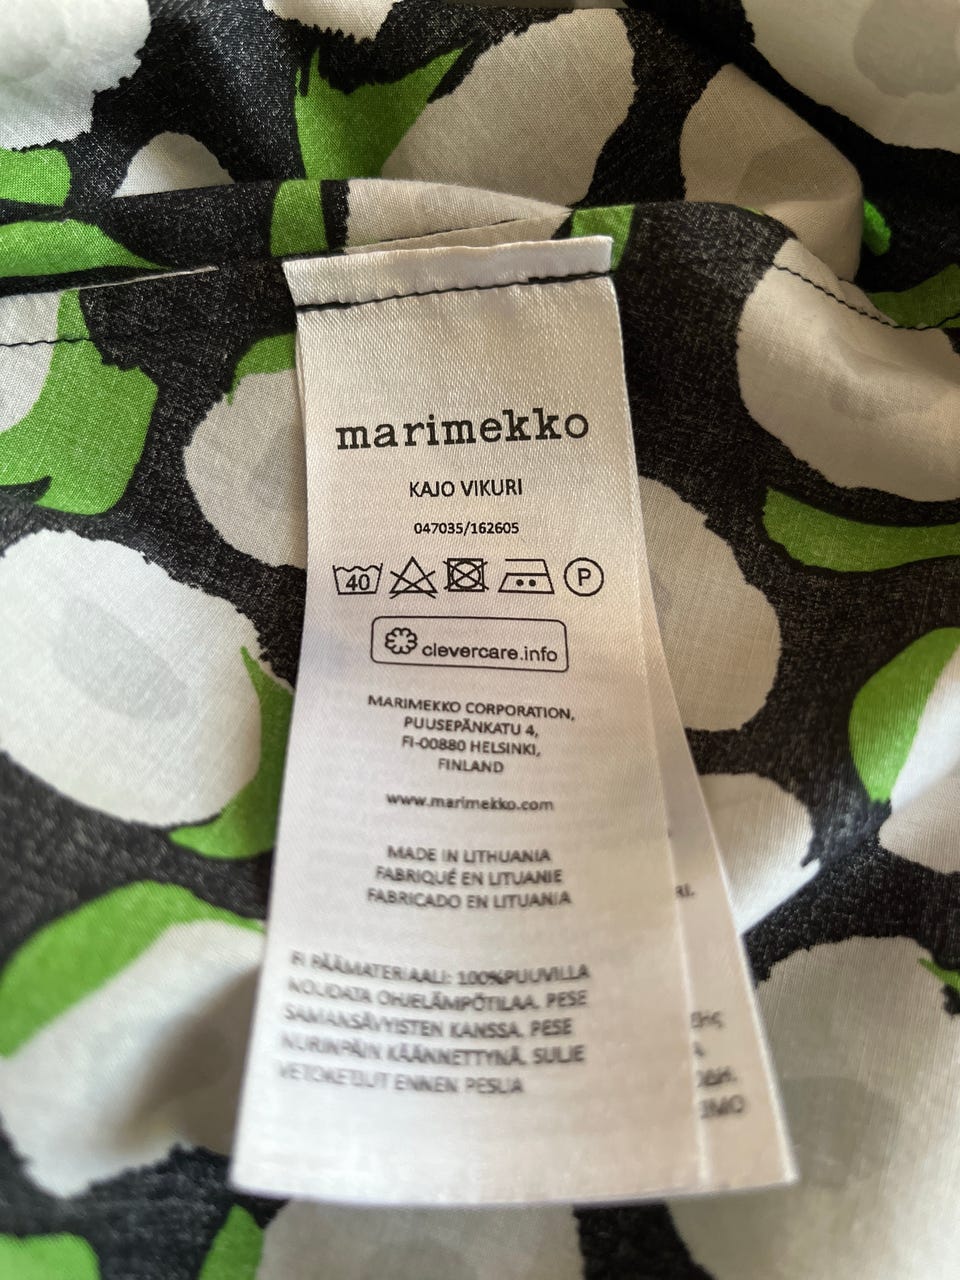 marimekko
KAJO VIKURI
047035/162605
40 P
clevercare.info
MARIMEKKO CORPORATION,
PUUSEPÄNKATU 4,
FI-00880 HELSINKI,
FINLAND
www.marimekko.com
MADE IN LITHUANIA
FABRIQUÉ EN LITUANIE
FABRICADO EN LITUANIA
FI PÄÄMATERIAALI: 100%PUUVILLA
NOUDATA OHJELÄMPÖTILAA. PESE
SAMANSÄVYISTEN KANSSA. PESE
NURINPÄIN KÄÄNNETTYNÄ. SULJE
VETOKETJUT ENNEN PESUA